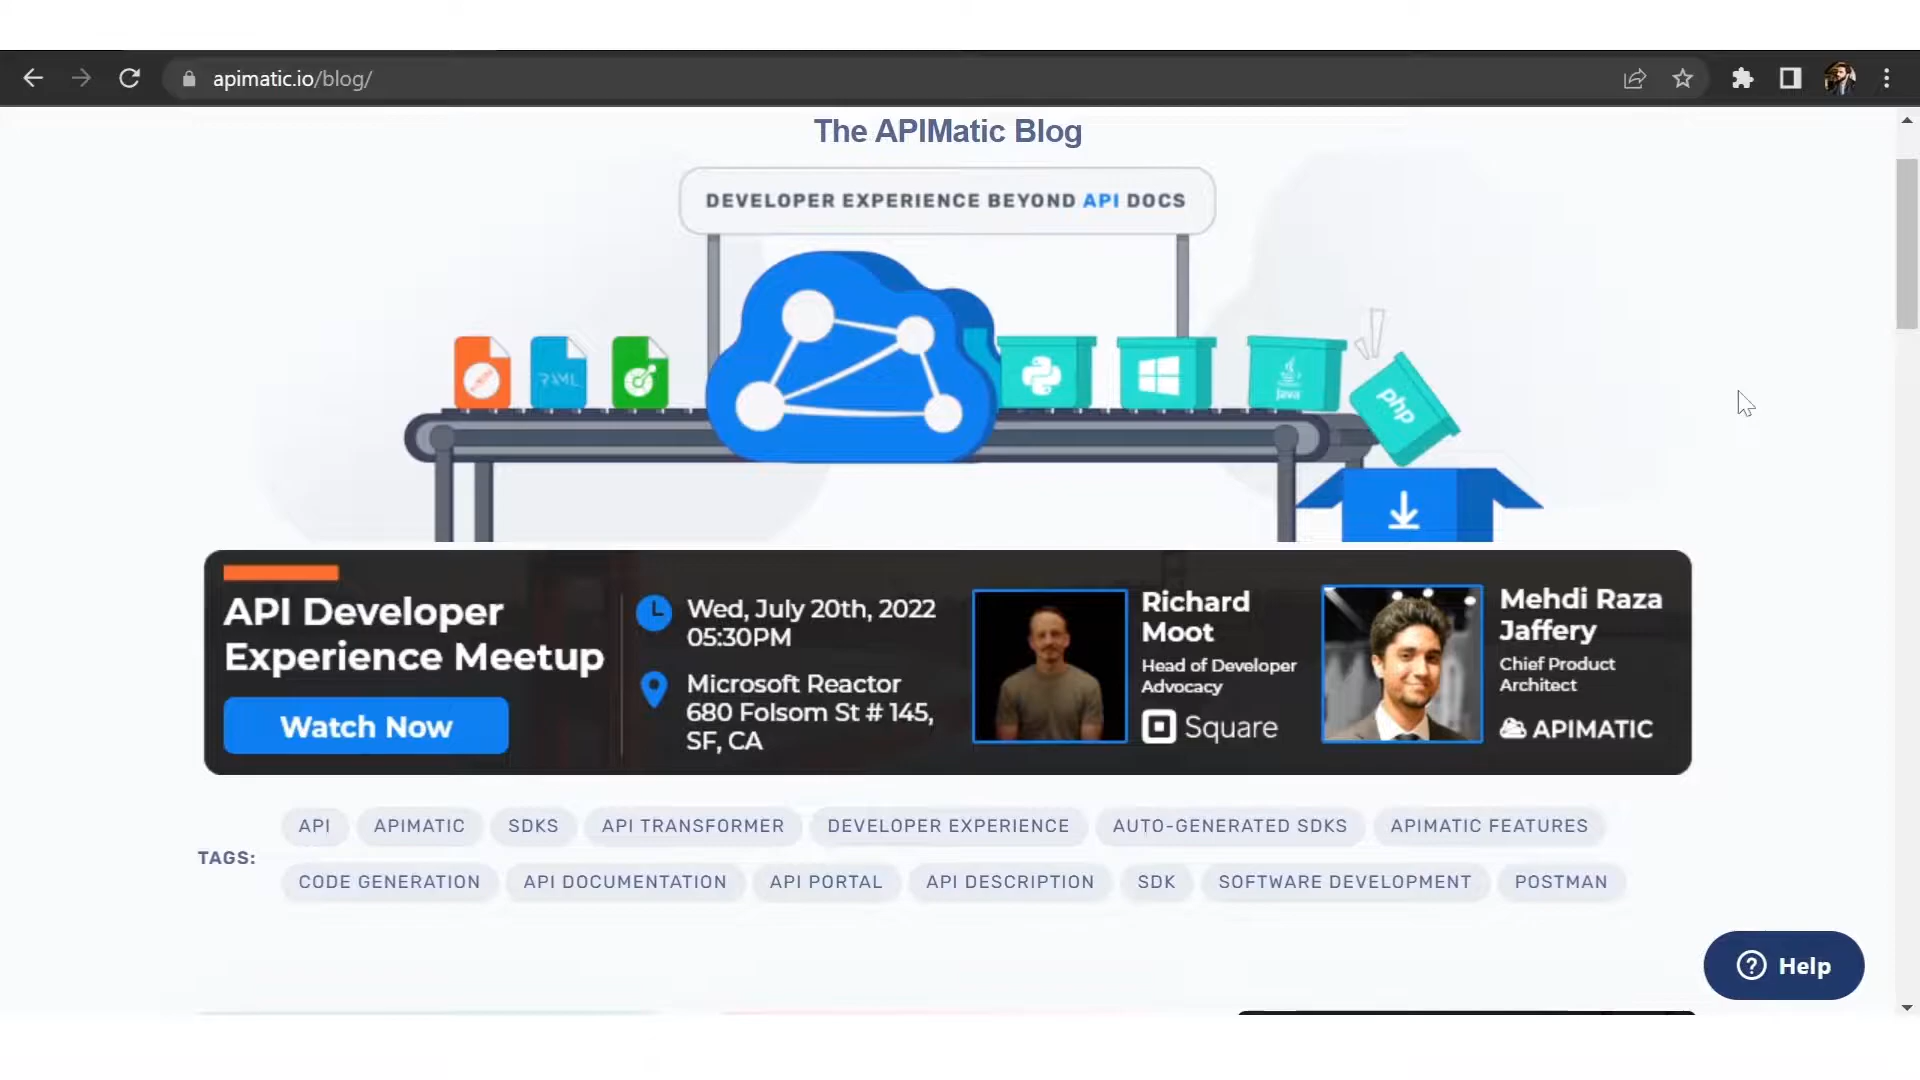 apimatic.io/blog/
The APIMatic Blog
DEVELOPER EXPERIENCE BEYOND API DOCS
RAML
Java
php
API Developer
Experience Meetup
Watch Now
Wed, July 20th, 2022
05:30PM
Microsoft Reactor
680 Folsom St # 145,
SF, CA
Richard
Moot
Head of Developer
Advocacy
Square
Mehdi Raza
Jaffery
Chief Product
Architect
APIMATIC
TAGS:
API APIMATIC SDKS API TRANSFORMER DEVELOPER EXPERIENCE AUTO-GENERATED SDKS APIMATIC FEATURES
CODE GENERATION API DOCUMENTATION API PORTAL API DESCRIPTION SDK SOFTWARE DEVELOPMENT POSTMAN
Help